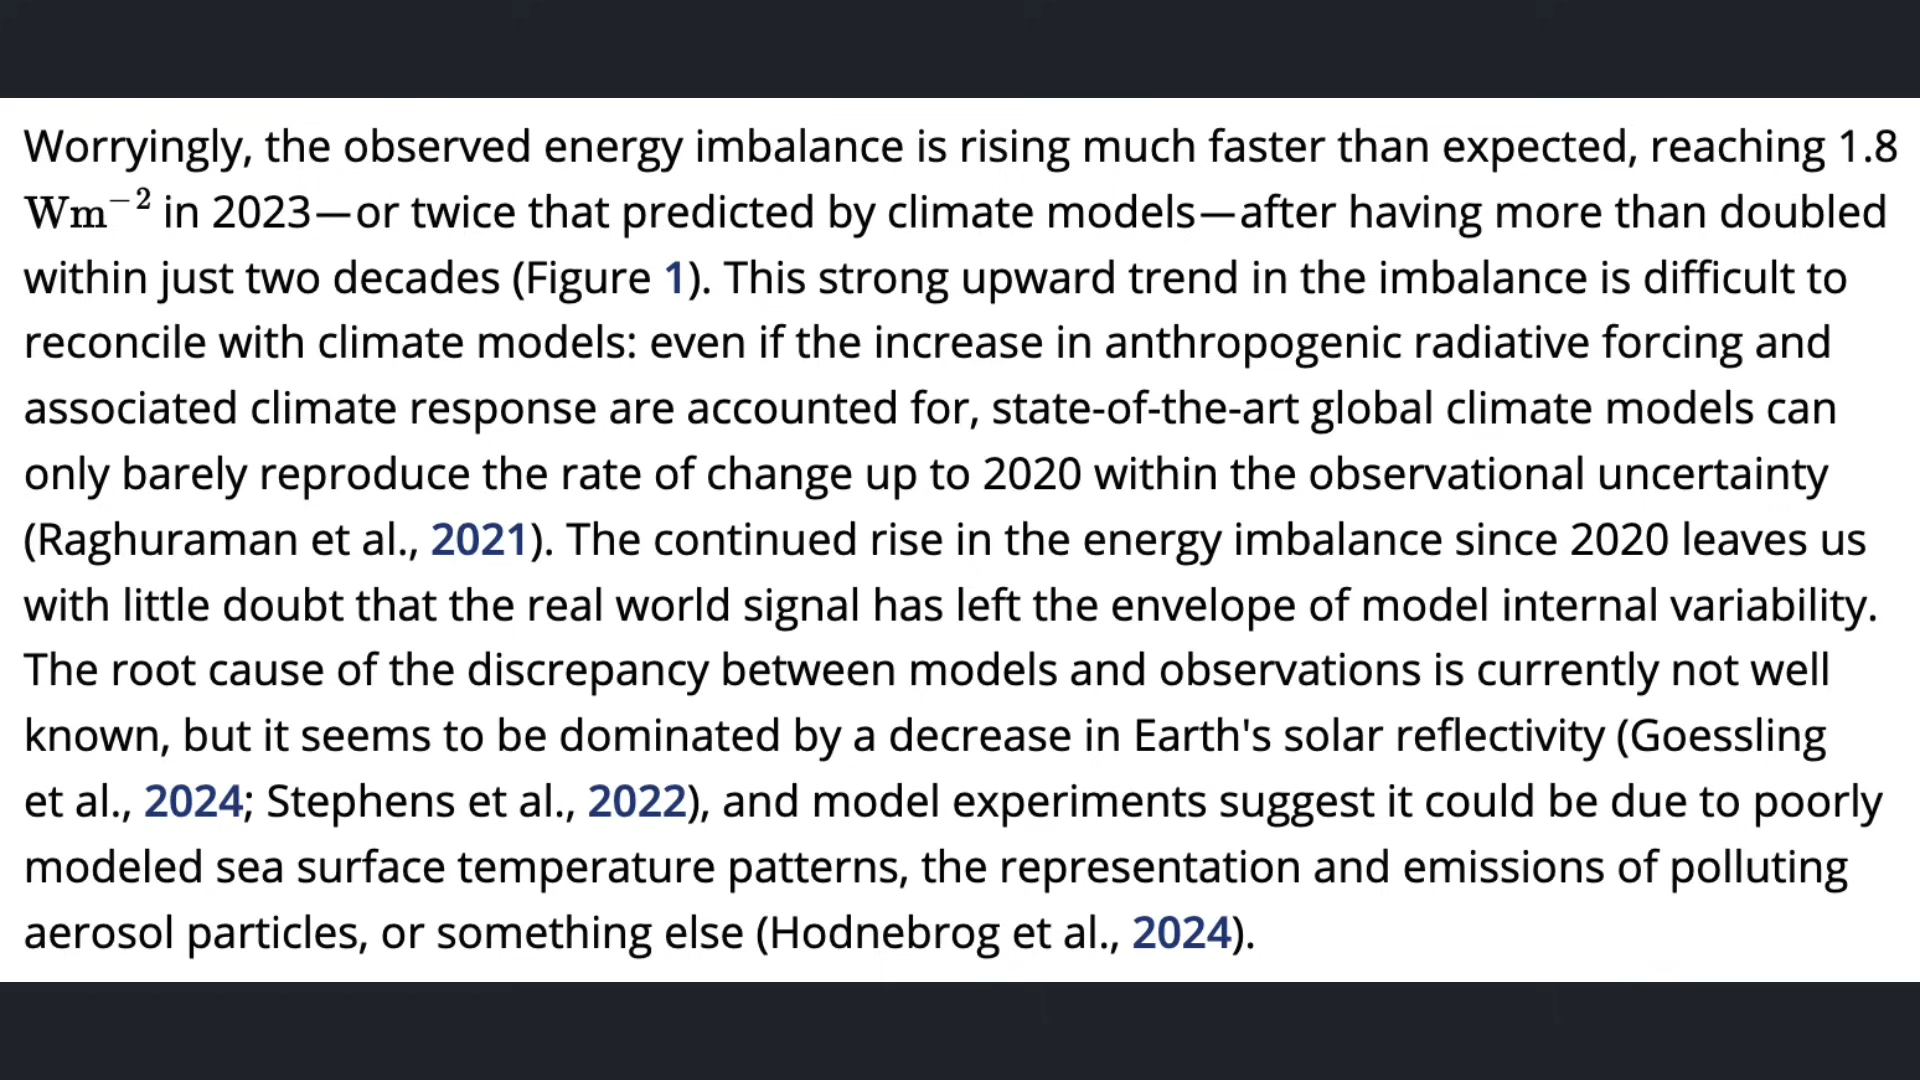 Worryingly, the observed energy imbalance is rising much faster than expected, reaching 1.8
Wm⁻² in 2023—or twice that predicted by climate models—after having more than doubled
within just two decades (Figure 1). This strong upward trend in the imbalance is difficult to
reconcile with climate models: even if the increase in anthropogenic radiative forcing and
associated climate response are accounted for, state-of-the-art global climate models can
only barely reproduce the rate of change up to 2020 within the observational uncertainty
(Raghuraman et al., 2021). The continued rise in the energy imbalance since 2020 leaves us
with little doubt that the real world signal has left the envelope of model internal variability.
The root cause of the discrepancy between models and observations is currently not well
known, but it seems to be dominated by a decrease in Earth's solar reflectivity (Goessling
et al., 2024; Stephens et al., 2022), and model experiments suggest it could be due to poorly
modeled sea surface temperature patterns, the representation and emissions of polluting
aerosol particles, or something else (Hodnebrog et al., 2024).